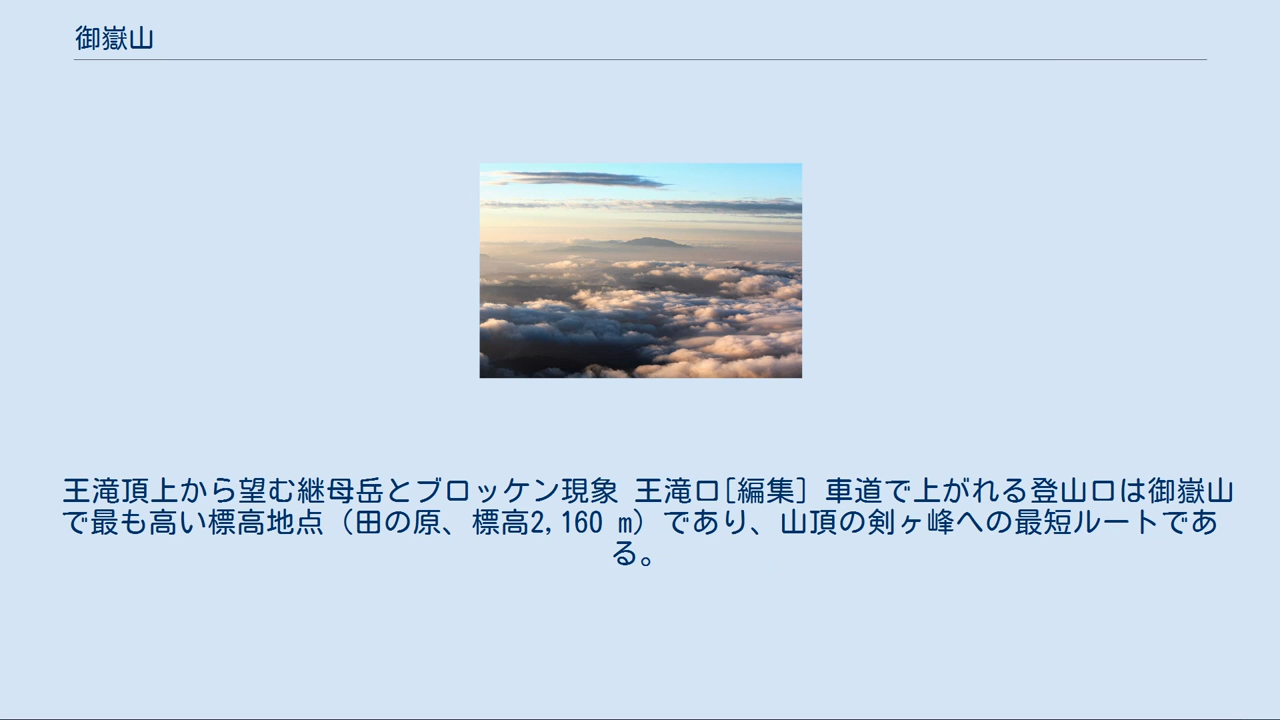 御嶽山
王滝頂上から望む継母岳とブロッケン現象 王滝口[編集] 車道で上がれる登山口は御嶽山
で最も高い標高地点（田の原、標高2,160 m）であり、山頂の剣ヶ峰への最短ルートであ
る。